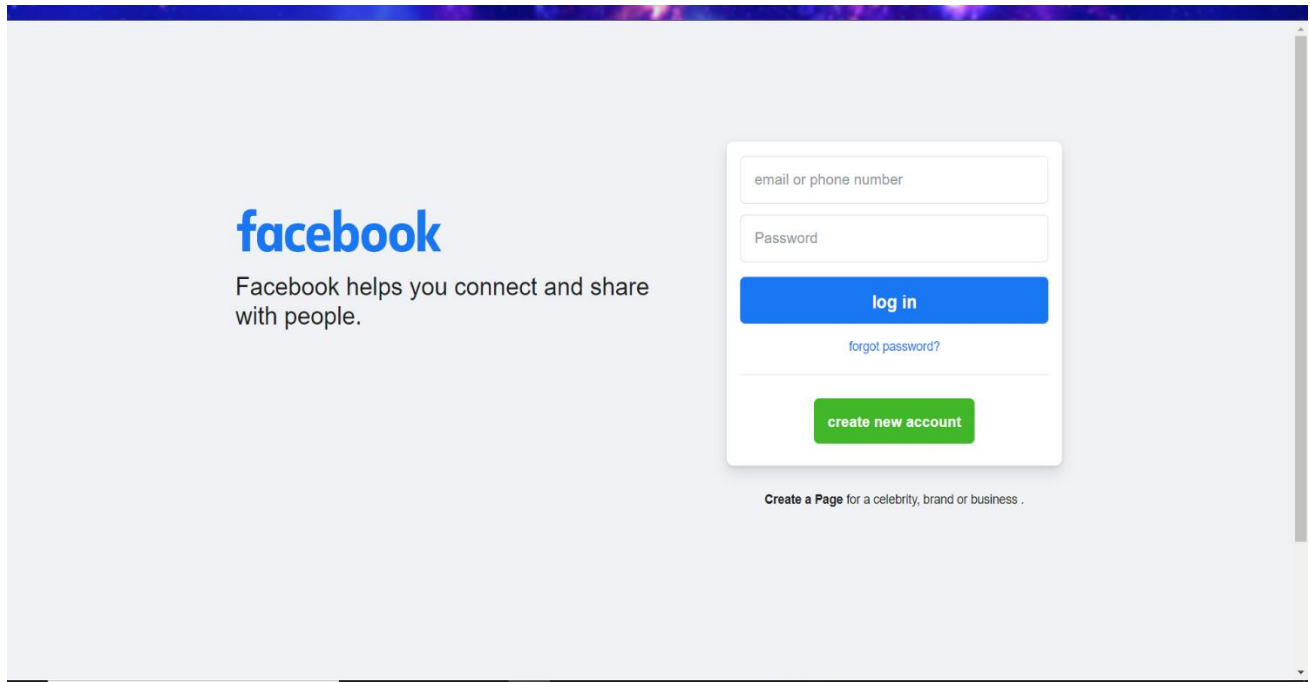 facebook
Facebook helps you connect and share
with people.
email or phone number
Password
log in
forgot password?
create new account
Create a Page for a celebrity, brand or business .